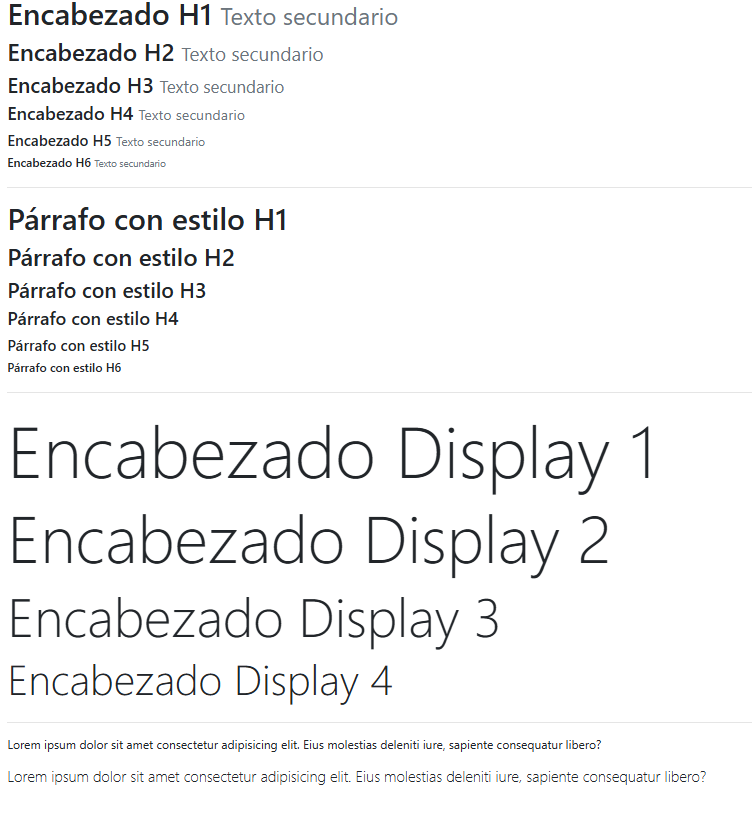 Encabezado H1 Texto secundario
Encabezado H2 Texto secundario
Encabezado H3 Texto secundario
Encabezado H4 Texto secundario
Encabezado H5 Texto secundario
Encabezado H6 Texto secundario
Párrafo con estilo H1
Párrafo con estilo H2
Párrafo con estilo H3
Párrafo con estilo H4
Párrafo con estilo H5
Párrafo con estilo H6
Encabezado Display 1
Encabezado Display 2
Encabezado Display 3
Encabezado Display 4
Lorem ipsum dolor sit amet consectetur adipisicing elit. Eius molestias deleniti iure, sapiente consequatur libero?
Lorem ipsum dolor sit amet consectetur adipisicing elit. Eius molestias deleniti iure, sapiente consequatur libero?